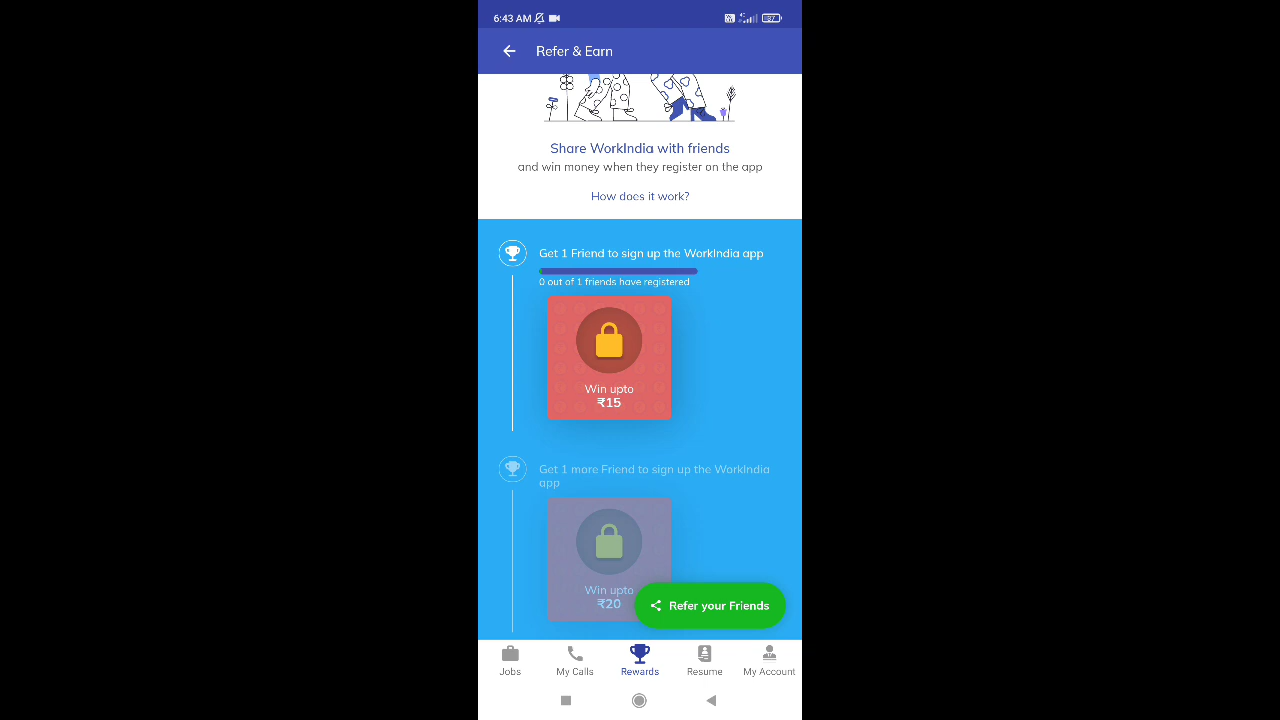 6:43 AM
87
Refer & Earn
Share WorkIndia with friends
and win money when they register on the app
How does it work?
Get 1 Friend to sign up the WorkIndia app
0 out of 1 friends have registered
Win upto
₹15
Get 1 more Friend to sign up the WorkIndia
app
Win upto
₹20
Refer your Friends
Jobs
My Calls
Rewards
Resume
My Account